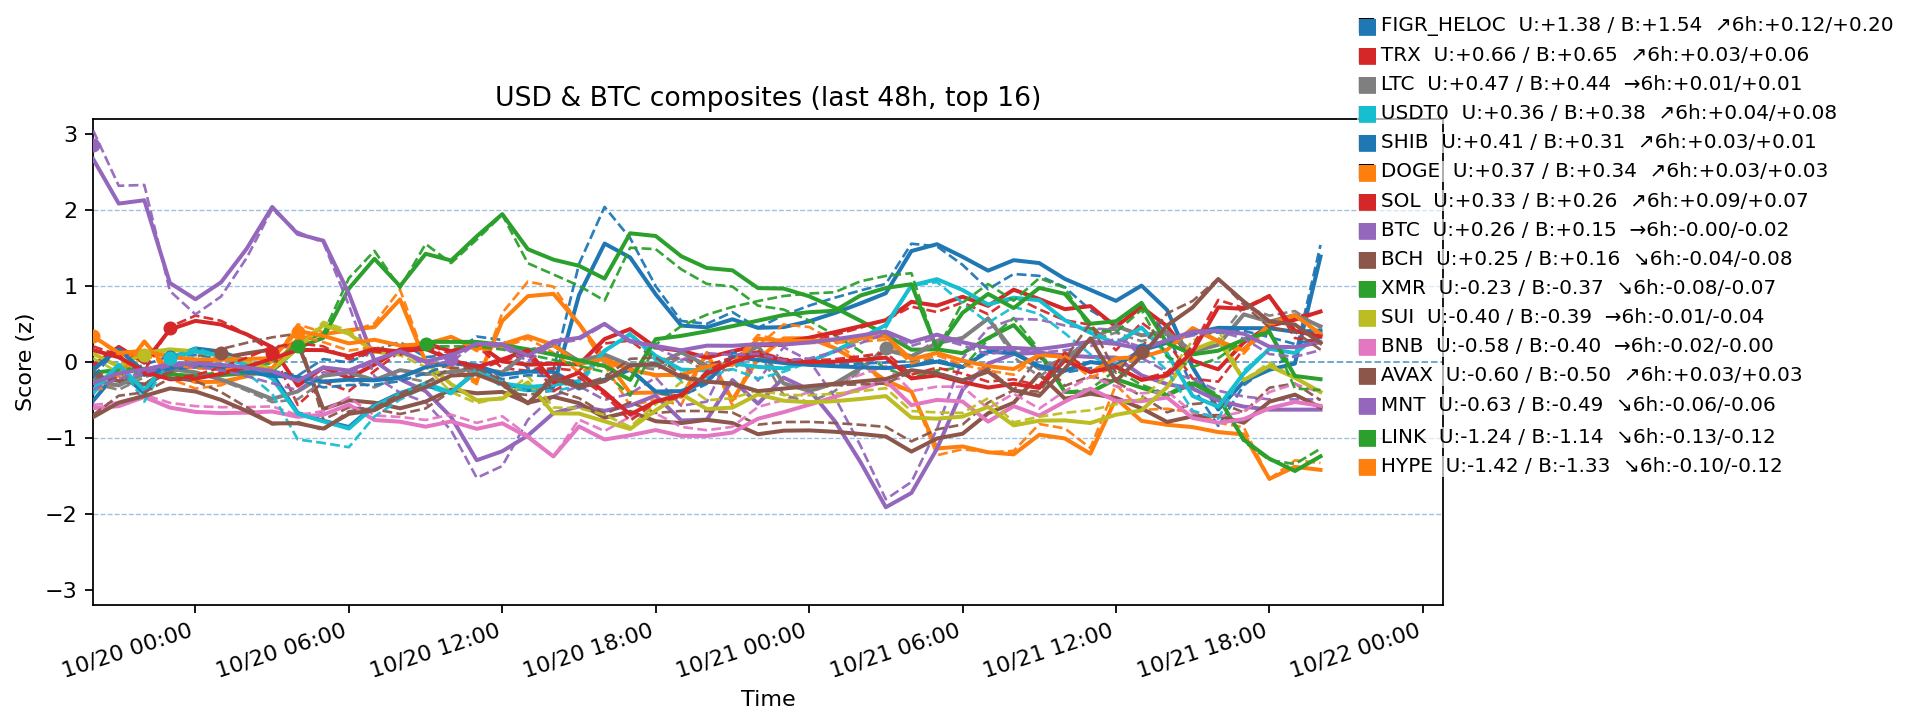 FIGR_HELOC  U:+1.38 / B:+1.54  ↗6h:+0.12/+0.20
TRX  U:+0.66 / B:+0.65  ↗6h:+0.03/+0.06
LTC  U:+0.47 / B:+0.44  →6h:+0.01/+0.01
USDT0  U:+0.36 / B:+0.38  ↗6h:+0.04/+0.08
SHIB  U:+0.41 / B:+0.31  ↗6h:+0.03/+0.01
DOGE  U:+0.37 / B:+0.34  ↗6h:+0.03/+0.03
SOL  U:+0.33 / B:+0.26  ↗6h:+0.09/+0.07
BTC  U:+0.26 / B:+0.15  →6h:-0.00/-0.02
BCH  U:+0.25 / B:+0.16  ↘6h:-0.04/-0.08
XMR  U:-0.23 / B:-0.37  ↘6h:-0.08/-0.07
SUI  U:-0.40 / B:-0.39  →6h:-0.01/-0.04
BNB  U:-0.58 / B:-0.40  →6h:-0.02/-0.00
AVAX  U:-0.60 / B:-0.50  ↗6h:+0.03/+0.03
MNT  U:-0.63 / B:-0.49  ↘6h:-0.06/-0.06
LINK  U:-1.24 / B:-1.14  ↘6h:-0.13/-0.12
HYPE  U:-1.42 / B:-1.33  ↘6h:-0.10/-0.12
USD & BTC composites (last 48h, top 16)
Score (z)
3
2
1
0
−1
−2
−3
10/20 00:00
10/20 06:00
10/20 12:00
10/20 18:00
10/21 00:00
10/21 06:00
10/21 12:00
10/21 18:00
10/22 00:00
Time